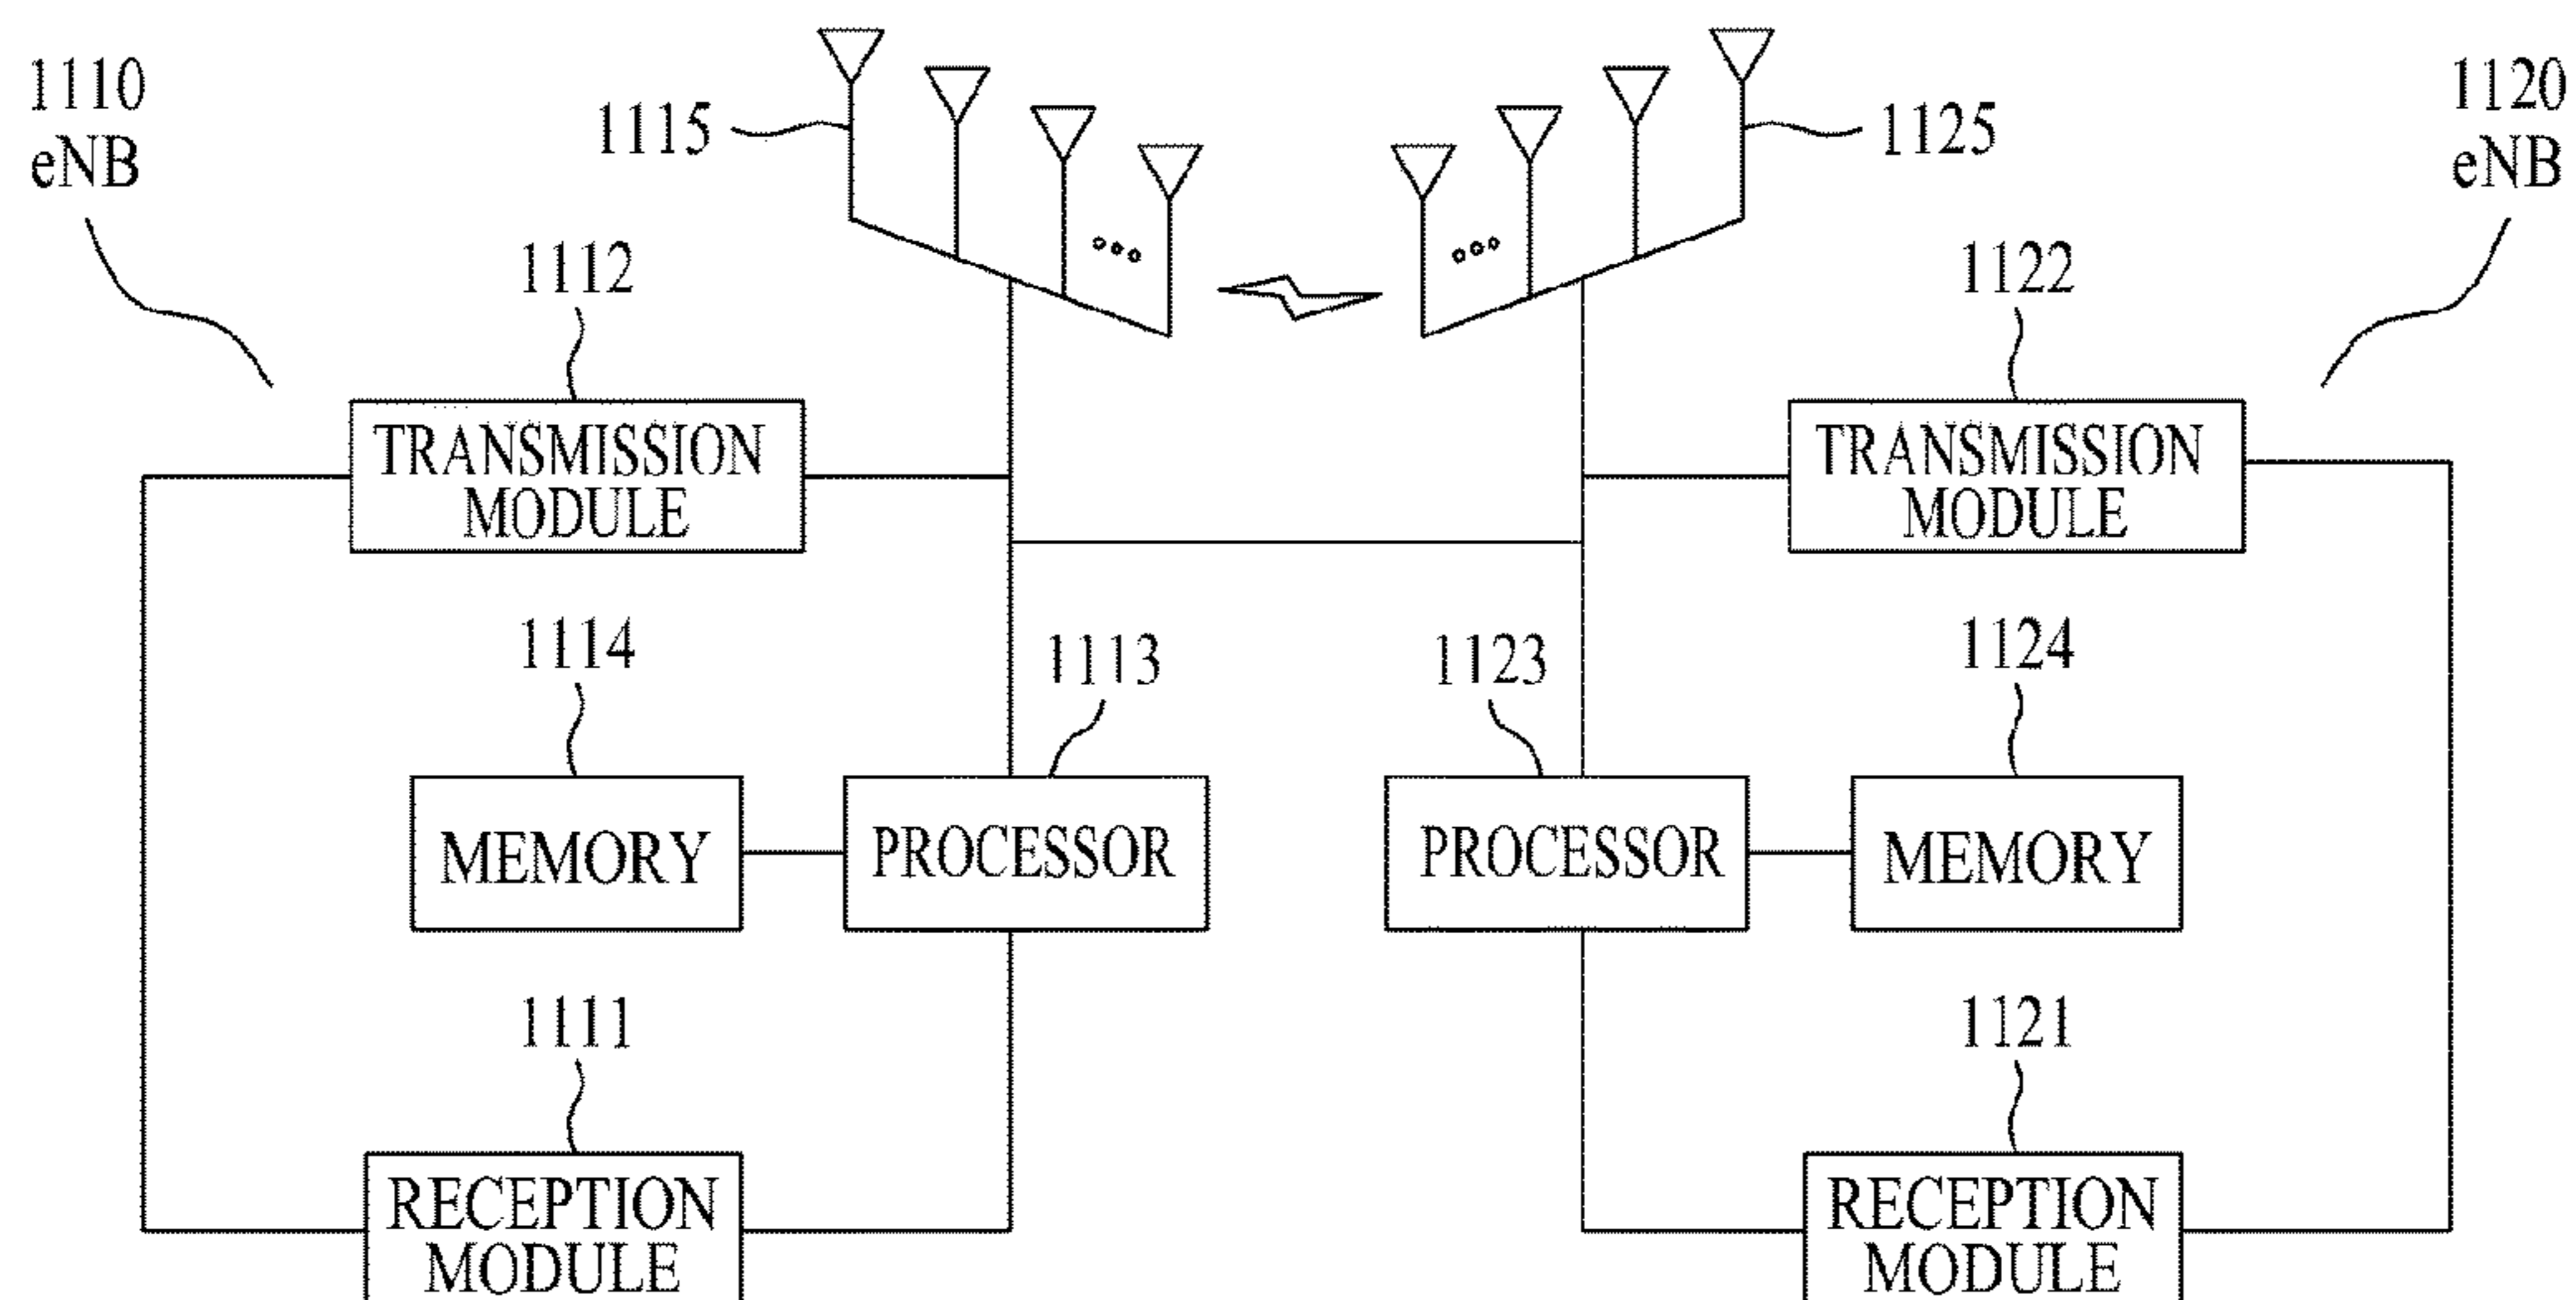 1110
eNB
1115
1125
1120
eNB
1112
1122
TRANSMISSION
MODULE
TRANSMISSION
MODULE
1114
1113
1123
1124
MEMORY
PROCESSOR
PROCESSOR
MEMORY
1111
1121
RECEPTION
MODULE
RECEPTION
MODULE